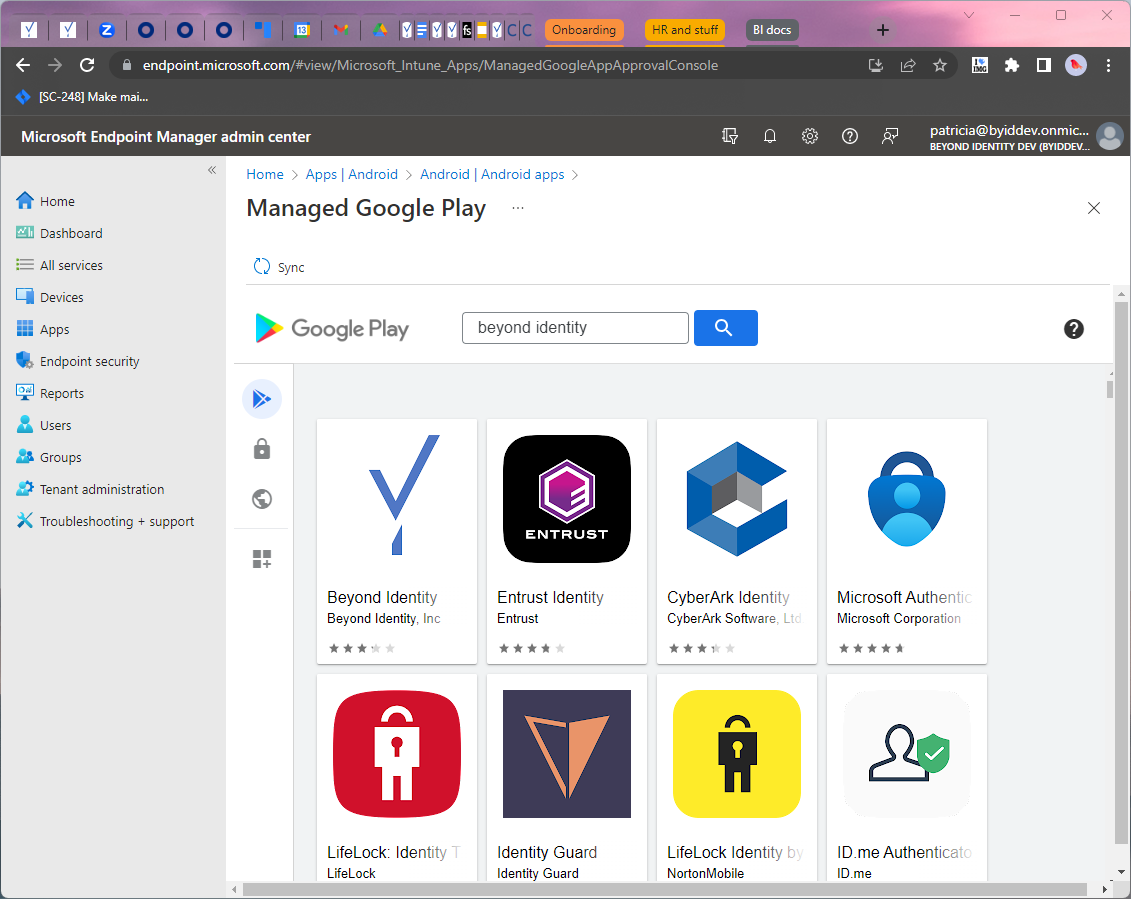 Onboarding
HR and stuff
BI docs
endpoint.microsoft.com/#view/Microsoft_Intune_Apps/ManagedGoogleAppApprovalConsole
[SC-248] Make mai...
Microsoft Endpoint Manager admin center
patricia@byiddev.onmic...
BEYOND IDENTITY DEV (BYIDDEV...
Home
Dashboard
All services
Devices
Apps
Endpoint security
Reports
Users
Groups
Tenant administration
Troubleshooting + support
Home > Apps | Android > Android | Android apps >
Managed Google Play ...
Sync
Google Play
beyond identity
Beyond Identity
Beyond Identity, Inc
ENTRUST
Entrust Identity
Entrust
CyberArk Identity
CyberArk Software, Ltd
Microsoft Authentic
Microsoft Corporation
LifeLock: Identity T
LifeLock
Identity Guard
Identity Guard
LifeLock Identity by
NortonMobile
ID.me Authenticato
ID.me